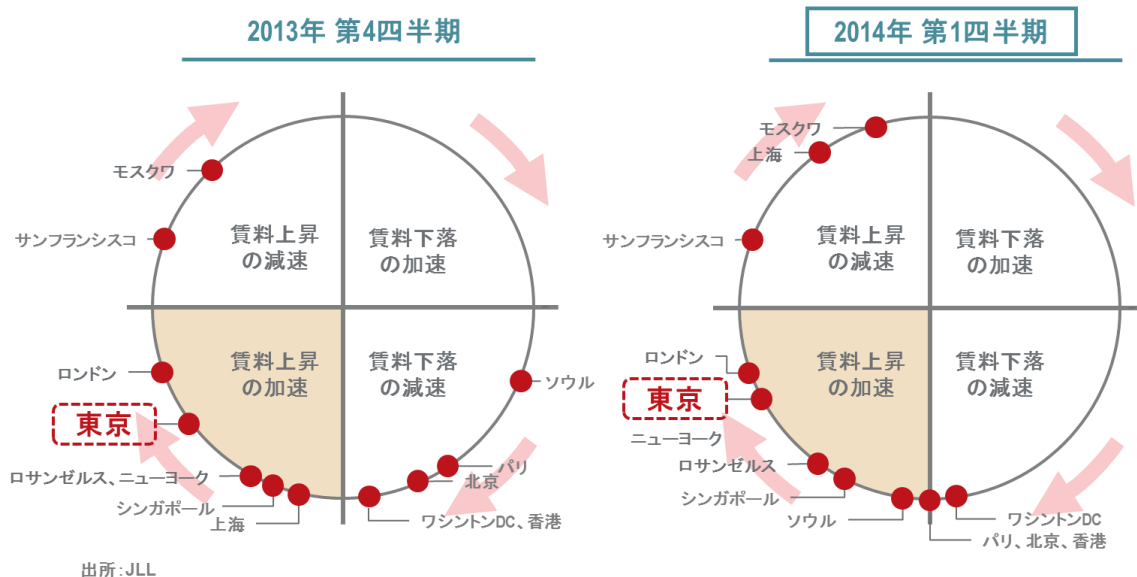 2013年 第4四半期
モスクワ
サンフランシスコ
賃料上昇
の減速
賃料下落
の加速
賃料上昇
の加速
賃料下落
の減速
ロンドン
東京
ロサンゼルス、ニューヨーク
シンガポール
上海
ソウル
パリ
北京
ワシントンDC、香港
2014年 第1四半期
モスクワ
上海
サンフランシスコ
賃料上昇
の減速
賃料下落
の加速
賃料上昇
の加速
賃料下落
の減速
ロンドン
東京
ニューヨーク
ロサンゼルス
シンガポール
ソウル
ワシントンDC
パリ、北京、香港
出所:JLL